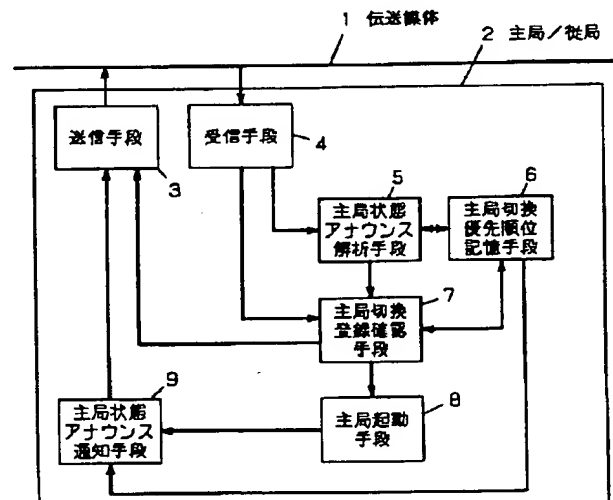 1 伝送媒体
2 主局/従局
送信手段
3
受信手段
4
5
主局状態
アナウンス
解析手段
6
主局切換
優先順位
記憶手段
7
主局切換
登録確認
手段
8
主局起動
手段
9
主局状態
アナウンス
通知手段